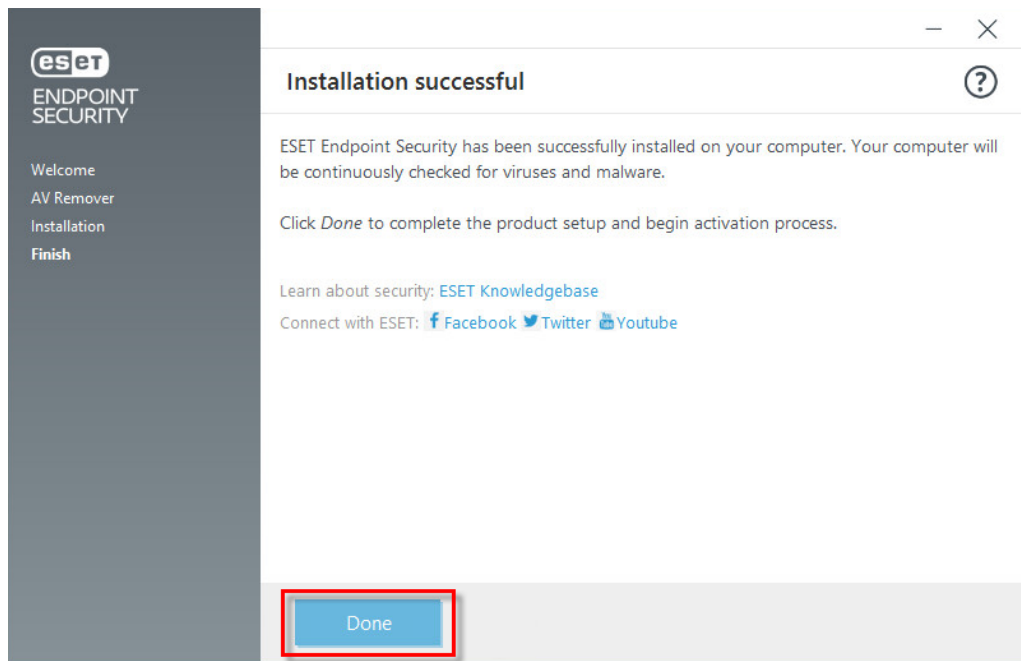 eset
ENDPOINT
SECURITY
Welcome
AV Remover
Installation
Finish
Installation successful
?
ESET Endpoint Security has been successfully installed on your computer. Your computer will
be continuously checked for viruses and malware.
Click Done to complete the product setup and begin activation process.
Learn about security: ESET Knowledgebase
Connect with ESET: Facebook Twitter Youtube
Done